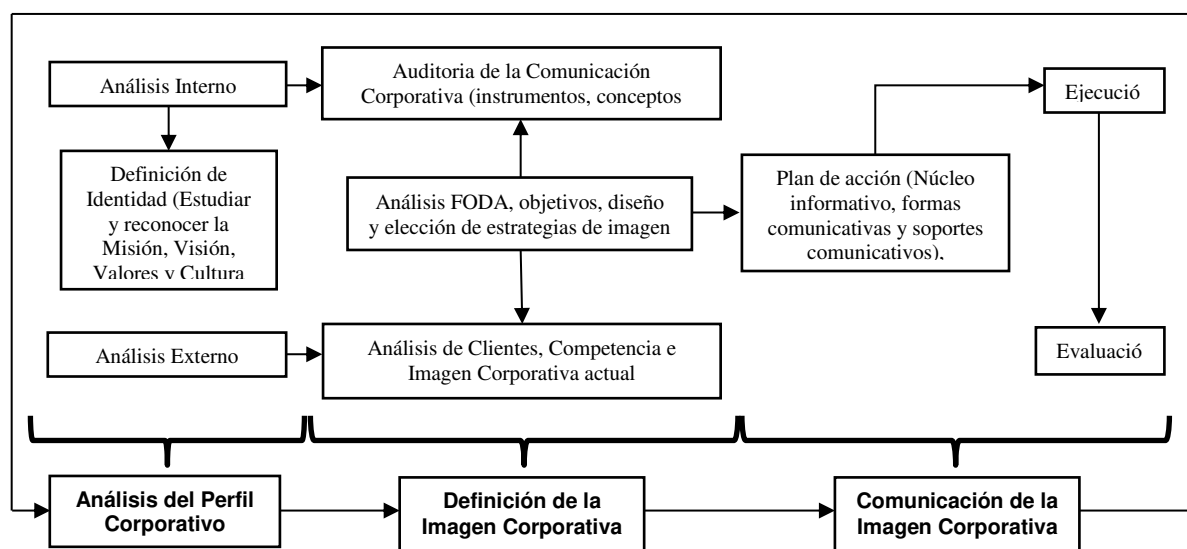 Análisis Interno
Auditoria de la Comunicación
Corporativa (instrumentos, conceptos
Ejecució
Definición de
Identidad (Estudiar
y reconocer la
Misión, Visión,
Valores y Cultura
Análisis FODA, objetivos, diseño
y elección de estrategias de imagen
Plan de acción (Núcleo
informativo, formas
comunicativas y soportes
comunicativos),
Análisis Externo
Análisis de Clientes, Competencia e
Imagen Corporativa actual
Evaluació
Análisis del Perfil
Corporativo
Definición de la
Imagen Corporativa
Comunicación de la
Imagen Corporativa